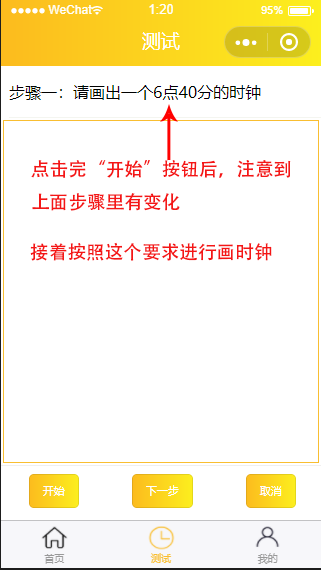 WeChat 1:20 95%
测试
步骤一：请画出一个6点40分的时钟
点击完“开始”按钮后，注意到
上面步骤里有变化
接着按照这个要求进行画时钟
开始 下一步 取消
首页 测试 我的